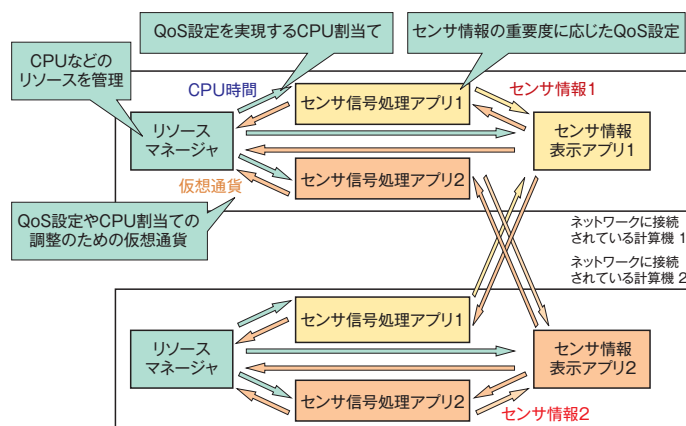 QoS設定を実現するCPU割当て
センサ情報の重要度に応じたQoS設定
CPUなどの
リソースを管理
CPU時間
センサ信号処理アプリ1
センサ情報1
リソース
マネージャ
センサ情報
表示アプリ1
仮想通貨
センサ信号処理アプリ2
QoS設定やCPU割当ての
調整のための仮想通貨
ネットワークに接続
されている計算機 1
ネットワークに接続
されている計算機 2
センサ信号処理アプリ1
リソース
マネージャ
センサ情報
表示アプリ2
センサ信号処理アプリ2
センサ情報2